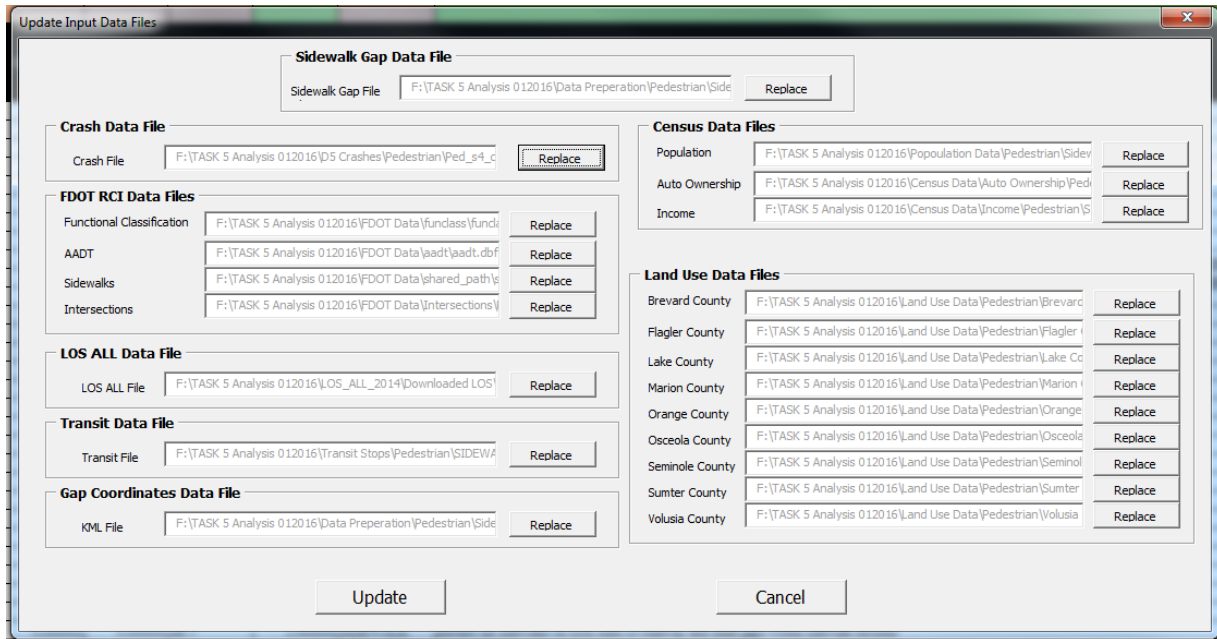 Update Input Data Files
x
Sidewalk Gap Data File
Sidewalk Gap File F:\TASK 5 Analysis 012016\Data Preperation\Pedestrian\Side Replace
Crash Data File
Crash File F:\TASK 5 Analysis 012016\D5 Crashes\Pedestrian\Ped_s4_c Replace
FDOT RCI Data Files
Functional Classification F:\TASK 5 Analysis 012016\FDOT Data\funclass\funcla Replace
AADT F:\TASK 5 Analysis 012016\FDOT Data\aadt\aadt.dbf Replace
Sidewalks F:\TASK 5 Analysis 012016\FDOT Data\shared_path\s Replace
Intersections F:\TASK 5 Analysis 012016\FDOT Data\Intersections\ Replace
LOS ALL Data File
LOS ALL File F:\TASK 5 Analysis 012016\LOS_ALL_2014\Downloaded LOS\ Replace
Transit Data File
Transit File F:\TASK 5 Analysis 012016\Transit Stops\Pedestrian\SIDEWA Replace
Gap Coordinates Data File
KML File F:\TASK 5 Analysis 012016\Data Preperation\Pedestrian\Side Replace
Census Data Files
Population F:\TASK 5 Analysis 012016\Popoulation Data\Pedestrian\Sidew Replace
Auto Ownership F:\TASK 5 Analysis 012016\Census Data\Auto Ownership\Pede Replace
Income F:\TASK 5 Analysis 012016\Census Data\Income\Pedestrian\S Replace
Land Use Data Files
Brevard County F:\TASK 5 Analysis 012016\Land Use Data\Pedestrian\Brevard Replace
Flagler County F:\TASK 5 Analysis 012016\Land Use Data\Pedestrian\Flagler Replace
Lake County F:\TASK 5 Analysis 012016\Land Use Data\Pedestrian\Lake Co Replace
Marion County F:\TASK 5 Analysis 012016\Land Use Data\Pedestrian\Marion Replace
Orange County F:\TASK 5 Analysis 012016\Land Use Data\Pedestrian\Orange Replace
Osceola County F:\TASK 5 Analysis 012016\Land Use Data\Pedestrian\Osceola Replace
Seminole County F:\TASK 5 Analysis 012016\Land Use Data\Pedestrian\Seminol Replace
Sumter County F:\TASK 5 Analysis 012016\Land Use Data\Pedestrian\Sumter Replace
Volusia County F:\TASK 5 Analysis 012016\Land Use Data\Pedestrian\Volusia Replace
Update Cancel